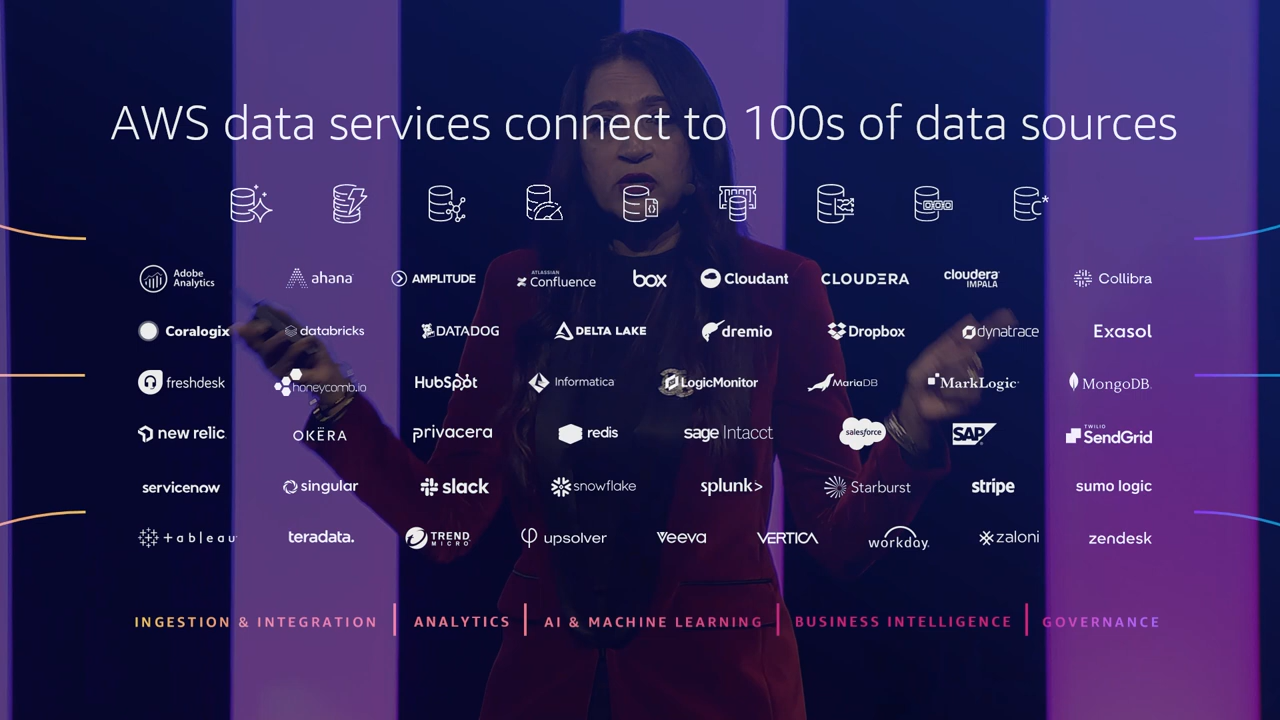 AWS data services connect to 100s of data sources
Adobe Analytics ahana AMPLITUDE ATLASSIAN Confluence box Cloudant CLOUDERA cloudera IMPALA Collibra
Coralogix databricks DATADOG DELTA LAKE dremio Dropbox dynatrace Exasol
freshdesk honeycomb.io HubSpot Informatica LogicMonitor MariaDB MarkLogic MongoDB.
new relic OKERA privacera redis sage Intacct salesforce SAP TWILIO SendGrid
servicenow singular slack snowflake splunk> Starburst stripe sumo logic
+ableau teradata. TREND MICRO upsolver Veeva VERTICA workday. zaloni zendesk
INGESTION & INTEGRATION | ANALYTICS | AI & MACHINE LEARNING | BUSINESS INTELLIGENCE | GOVERNANCE